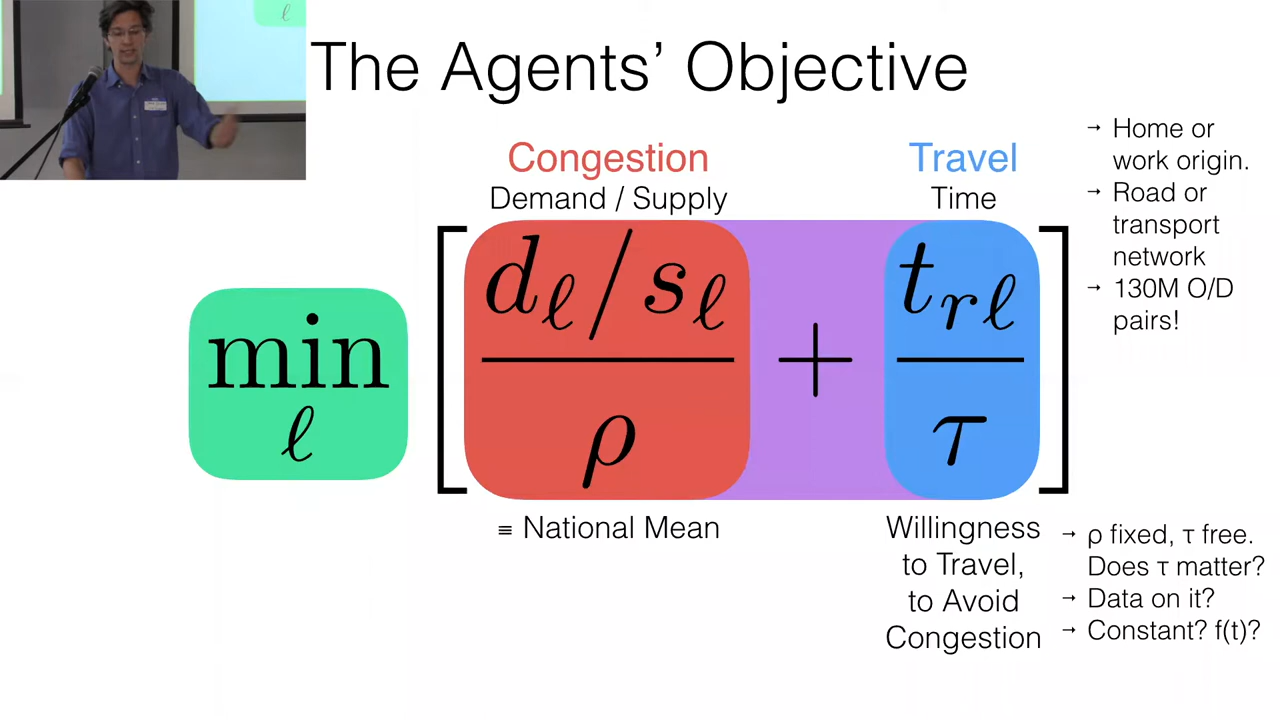 The Agents’ Objective
Congestion
Demand / Supply
Travel
Time
min
ℓ
[ dℓ/sℓ
ρ
+
trℓ
τ ]
≡ National Mean
Willingness
to Travel,
to Avoid
Congestion
→ Home or
work origin.
→ Road or
transport
network
→ 130M O/D
pairs!
→ ρ fixed, τ free.
Does τ matter?
→ Data on it?
→ Constant? f(t)?
ℓ